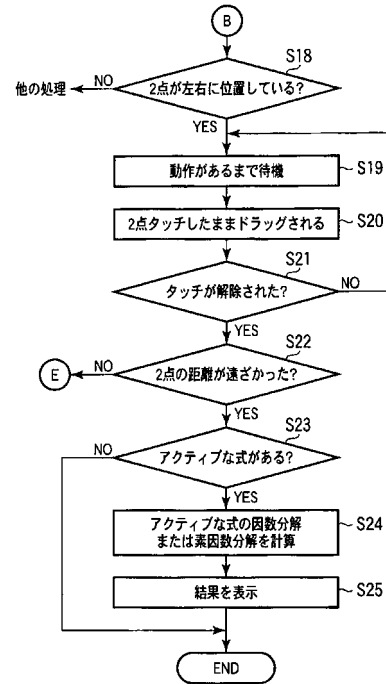 B
S18
他の処理
NO
2点が左右に位置している?
YES
動作があるまで待機
S19
2点タッチしたままドラッグされる
S20
S21
タッチが解除された?
NO
YES
S22
E
NO
2点の距離が遠ざかった?
YES
S23
NO
アクティブな式がある?
YES
アクティブな式の因数分解
または素因数分解を計算
S24
結果を表示
S25
END